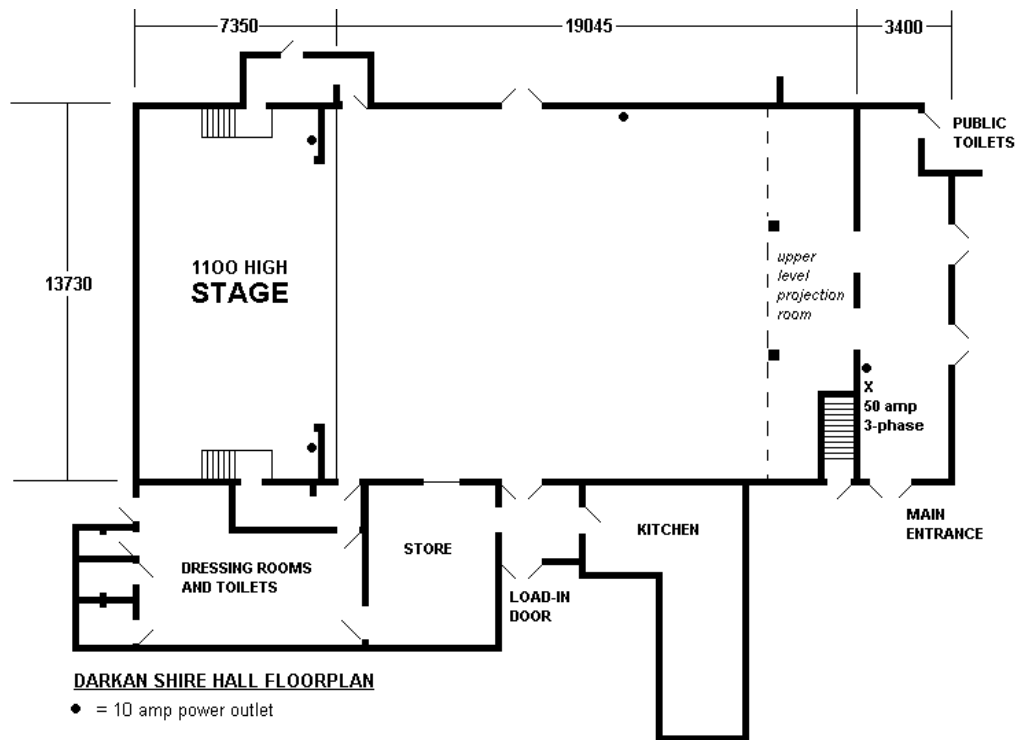 7350
19045
3400
PUBLIC
TOILETS
13730
1100 HIGH
STAGE
upper
level
projection
room
X
50 amp
3-phase
MAIN
ENTRANCE
STORE
KITCHEN
DRESSING ROOMS
AND TOILETS
LOAD-IN
DOOR
DARKAN SHIRE HALL FLOORPLAN
= 10 amp power outlet